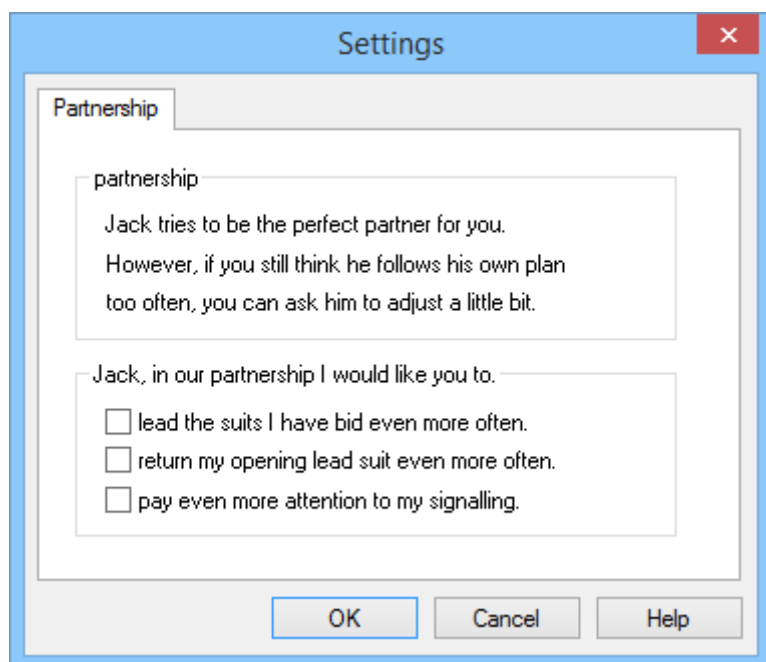 Settings
Partnership
partnership
Jack tries to be the perfect partner for you.
However, if you still think he follows his own plan
too often, you can ask him to adjust a little bit.
Jack, in our partnership I would like you to.
lead the suits I have bid even more often.
return my opening lead suit even more often.
pay even more attention to my signalling.
OK Cancel Help